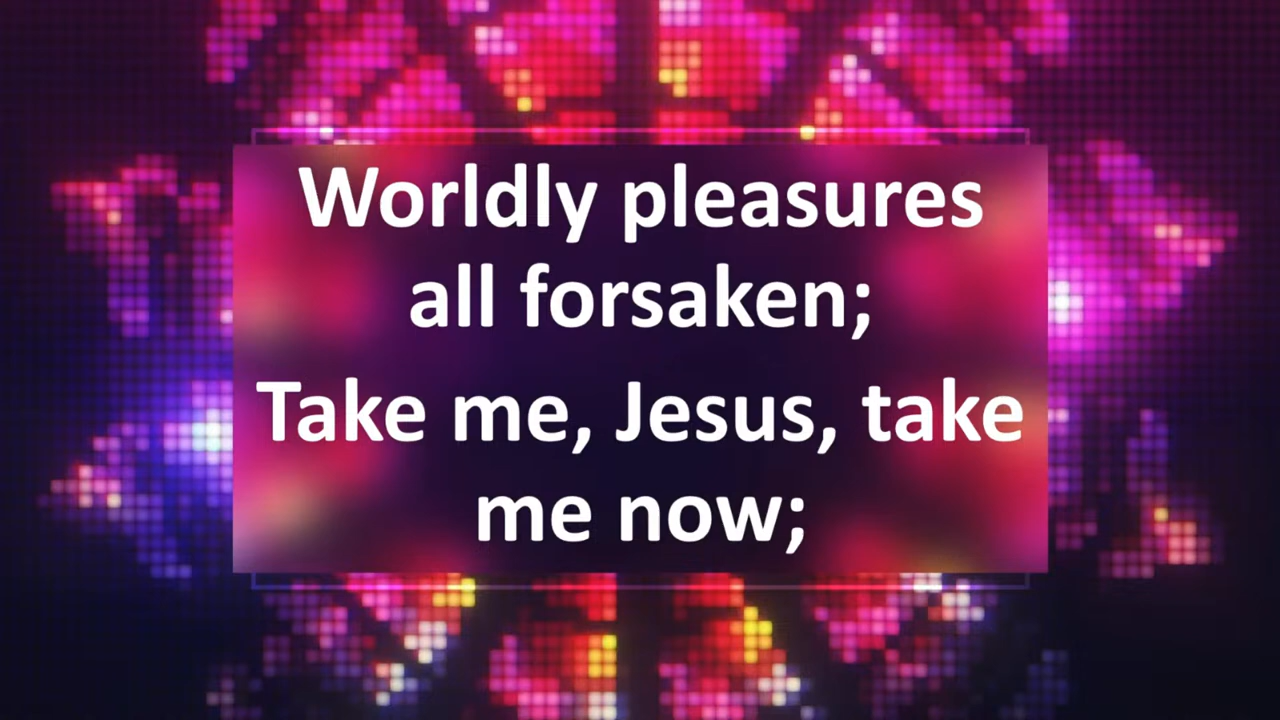 Worldly pleasures
all forsaken;
Take me, Jesus, take
me now;